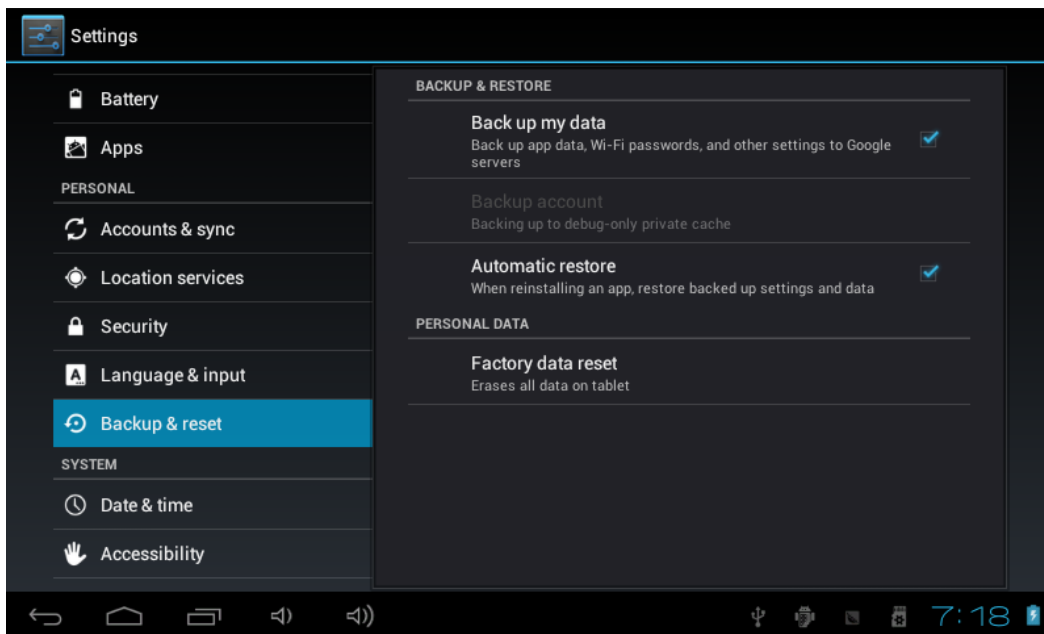 Settings
Battery
Apps
PERSONAL
Accounts & sync
Location services
Security
Language & input
Backup & reset
SYSTEM
Date & time
Accessibility
BACKUP & RESTORE
Back up my data
Back up app data, Wi-Fi passwords, and other settings to Google
servers
Backup account
Backing up to debug-only private cache
Automatic restore
When reinstalling an app, restore backed up settings and data
PERSONAL DATA
Factory data reset
Erases all data on tablet
7:18